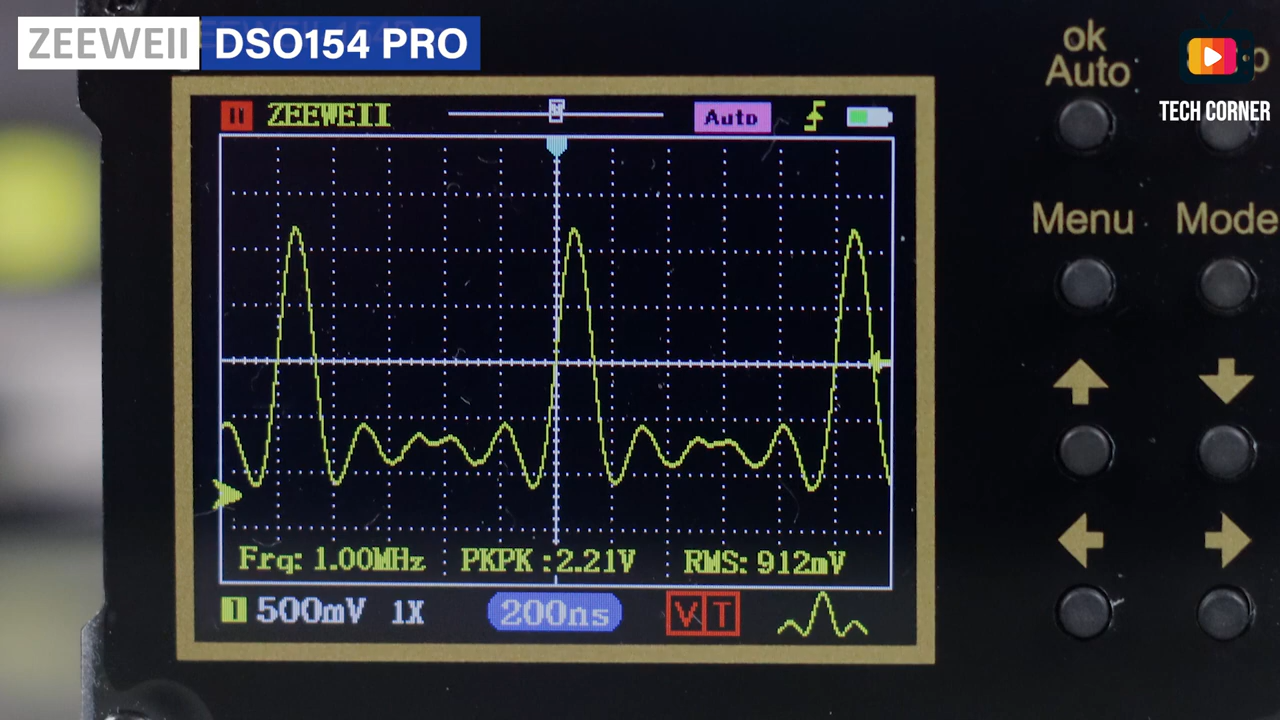 ZEEWEII DSO154 PRO
ok
Auto
TECH CORNER
ZEEWEII
Auto
Menu
Mode
Frq: 1.00MHz PKPK :2.21V RMS: 912mV
1 500mV 1X 200ns V T